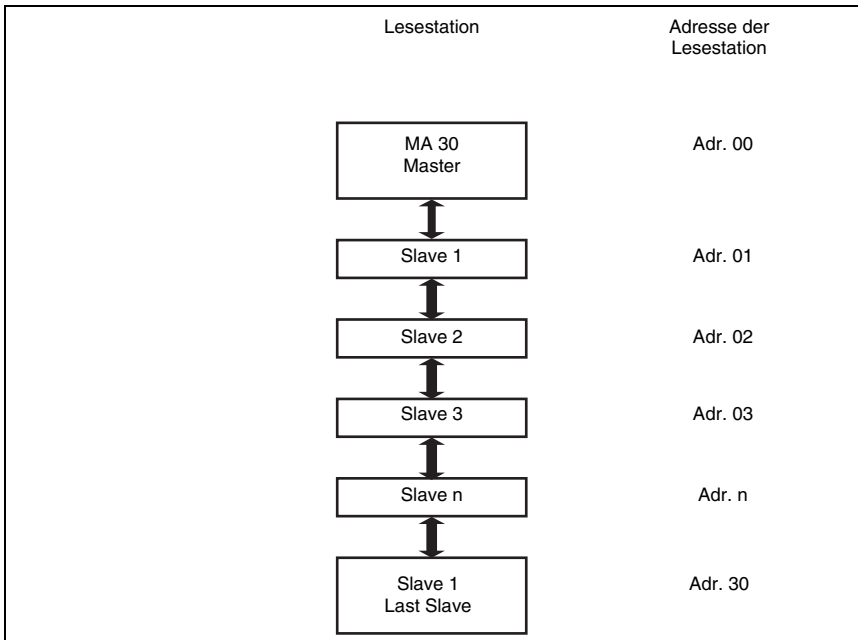 Lesestation
Adresse der
Lesestation
MA 30
Master
Adr. 00
Slave 1
Adr. 01
Slave 2
Adr. 02
Slave 3
Adr. 03
Slave n
Adr. n
Slave 1
Last Slave
Adr. 30